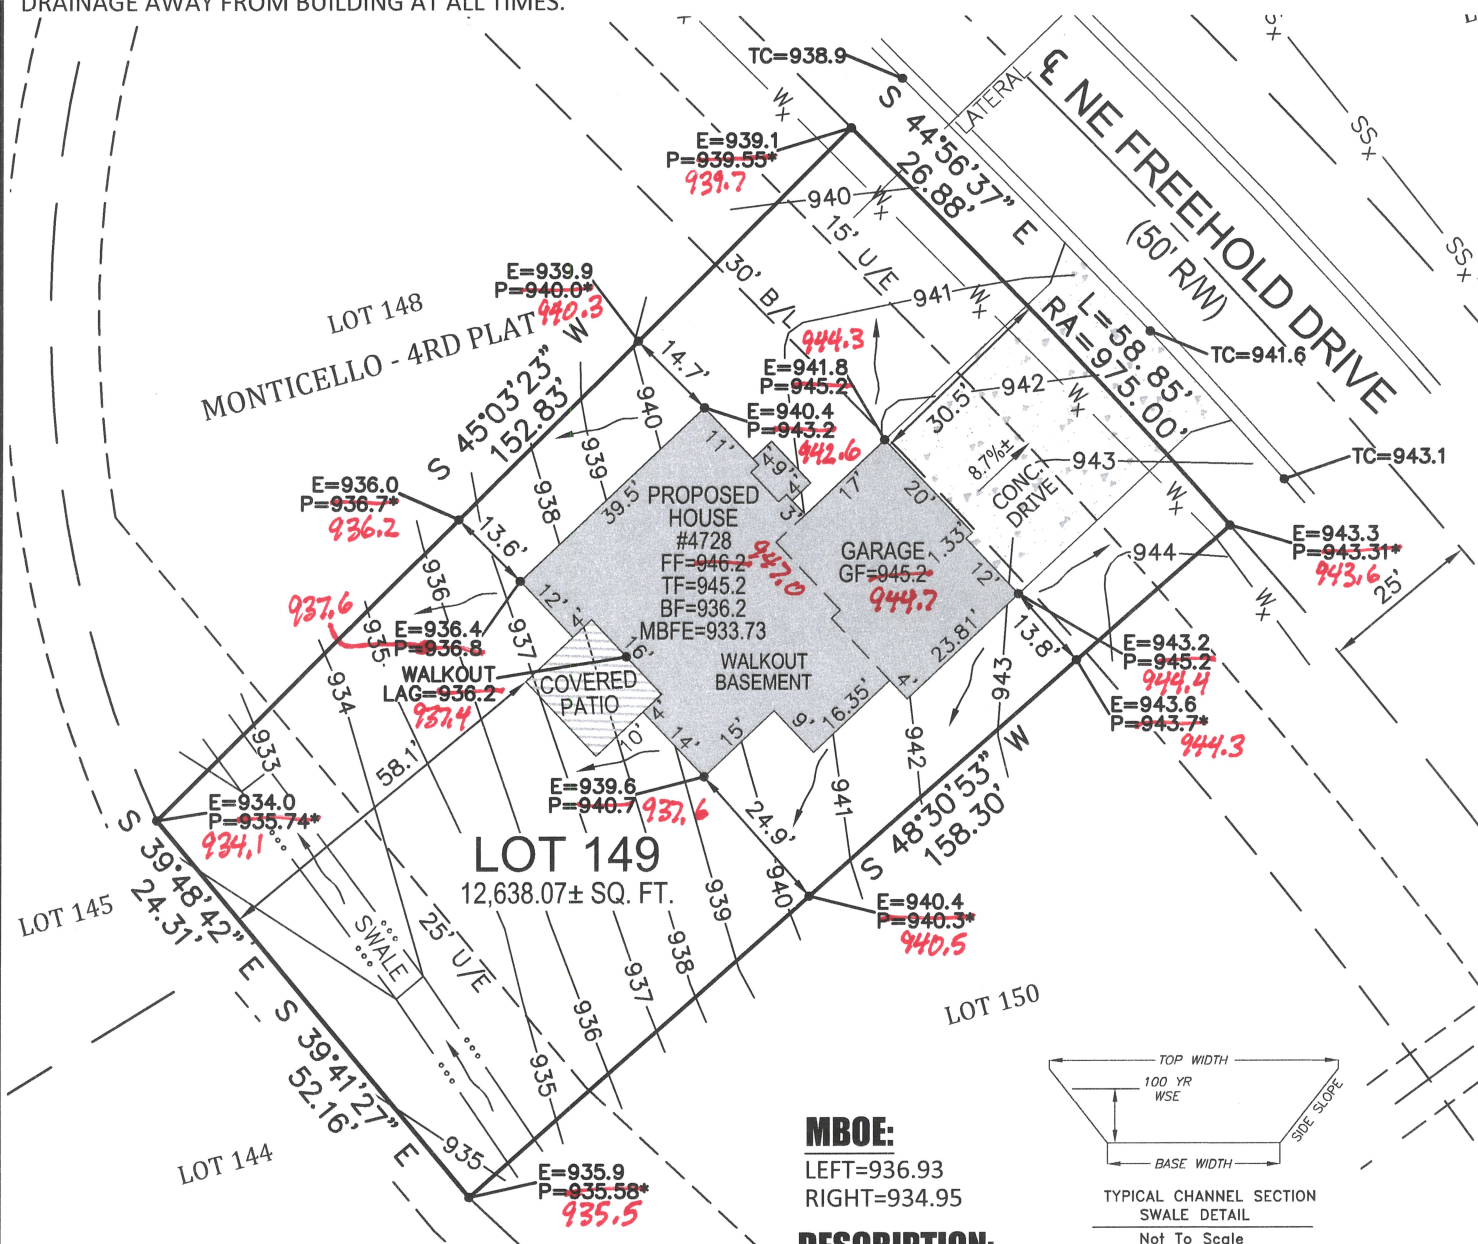 DRAINAGE AWAY FROM BUILDING AT ALL TIMES.
TC=938.9
LATERAL
℄ NE FREEHOLD DRIVE
(50' R/W)
SSX
SSX
WX
S 44°56'37" E
26.88'
E=939.1
P=939.55*
939.7
940
WX
15' U/E
30' B/L
941
WX
L=58.85'
RA=975.00'
TC=941.6
E=939.9
P=940.0*
940.3
LOT 148
MONTICELLO - 4RD PLAT
S 45°03'23" W
152.83'
14.7'
944.3
E=941.8
P=945.2
E=940.4
P=943.2
942.6
30.5'
942
WX
8.7%±
CONC.
DRIVE
943
TC=943.1
WX
940
939
938
11'
4.9'
4'
3'
17'
20'
1.33'
12'
39.5'
E=936.0
P=936.7*
936.2
13.6'
PROPOSED
HOUSE
#4728
FF=946.2
947.0
TF=945.2
BF=936.2
MBFE=933.73
GARAGE
GF=945.2
944.7
WALKOUT
BASEMENT
944
E=943.3
P=943.31*
943.6
25'
WX
937.6
936
E=936.4
P=936.8
WALKOUT
LAG=936.2
937.4
935
937
12'
4'
16'
COVERED
PATIO
4'
10'
14'
15'
9'
16.35'
4'
23.81'
13.8'
943
E=943.2
P=945.2
944.4
E=943.6
P=943.7*
944.3
934
933
58.1'
E=939.6
P=940.7
937.6
24.9'
942
941
940
S 48°30'53" W
158.30'
E=934.0
P=935.74*
934.1
LOT 149
12,638.07± SQ. FT.
E=940.4
P=940.3*
940.5
S 39°48'42" E
24.31'
LOT 145
SWALE
25' U/E
939
938
937
936
935
LOT 150
S 39°41'27" E
52.16'
LOT 144
935
E=935.9
P=935.58*
935.5
MBOE:
LEFT=936.93
RIGHT=934.95
DESCRIPTION:
TOP WIDTH
100 YR
WSE
SIDE SLOPE
BASE WIDTH
TYPICAL CHANNEL SECTION
SWALE DETAIL
Not To Scale